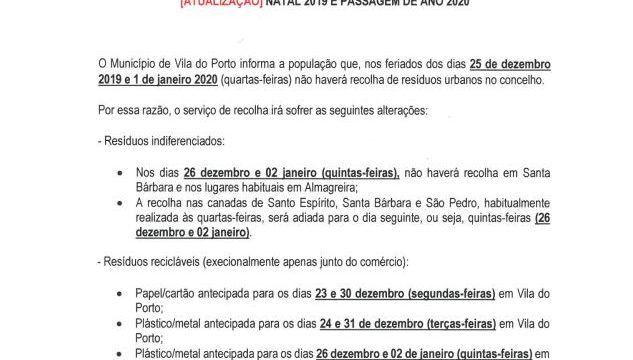 [ATUALIZAÇÃO] NATAL 2019 E PASSAGEM DE ANO 2020
O Município de Vila do Porto informa a população que, nos feriados dos dias 25 de dezembro
2019 e 1 de janeiro 2020 (quartas-feiras) não haverá recolha de resíduos urbanos no concelho.
Por essa razão, o serviço de recolha irá sofrer as seguintes alterações:
- Resíduos indiferenciados:
• Nos dias 26 dezembro e 02 janeiro (quintas-feiras), não haverá recolha em Santa
Bárbara e nos lugares habituais em Almagreira;
• A recolha nas canadas de Santo Espírito, Santa Bárbara e São Pedro, habitualmente
realizada às quartas-feiras, será adiada para o dia seguinte, ou seja, quintas-feiras (26
dezembro e 02 janeiro).
- Resíduos recicláveis (execionalmente apenas junto do comércio):
• Papel/cartão antecipada para os dias 23 e 30 dezembro (segundas-feiras) em Vila do
Porto;
• Plástico/metal antecipada para os dias 24 e 31 de dezembro (terças-feiras) em Vila do
Porto;
• Plástico/metal antecipada para os dias 26 dezembro e 02 de janeiro (quintas-feiras) em